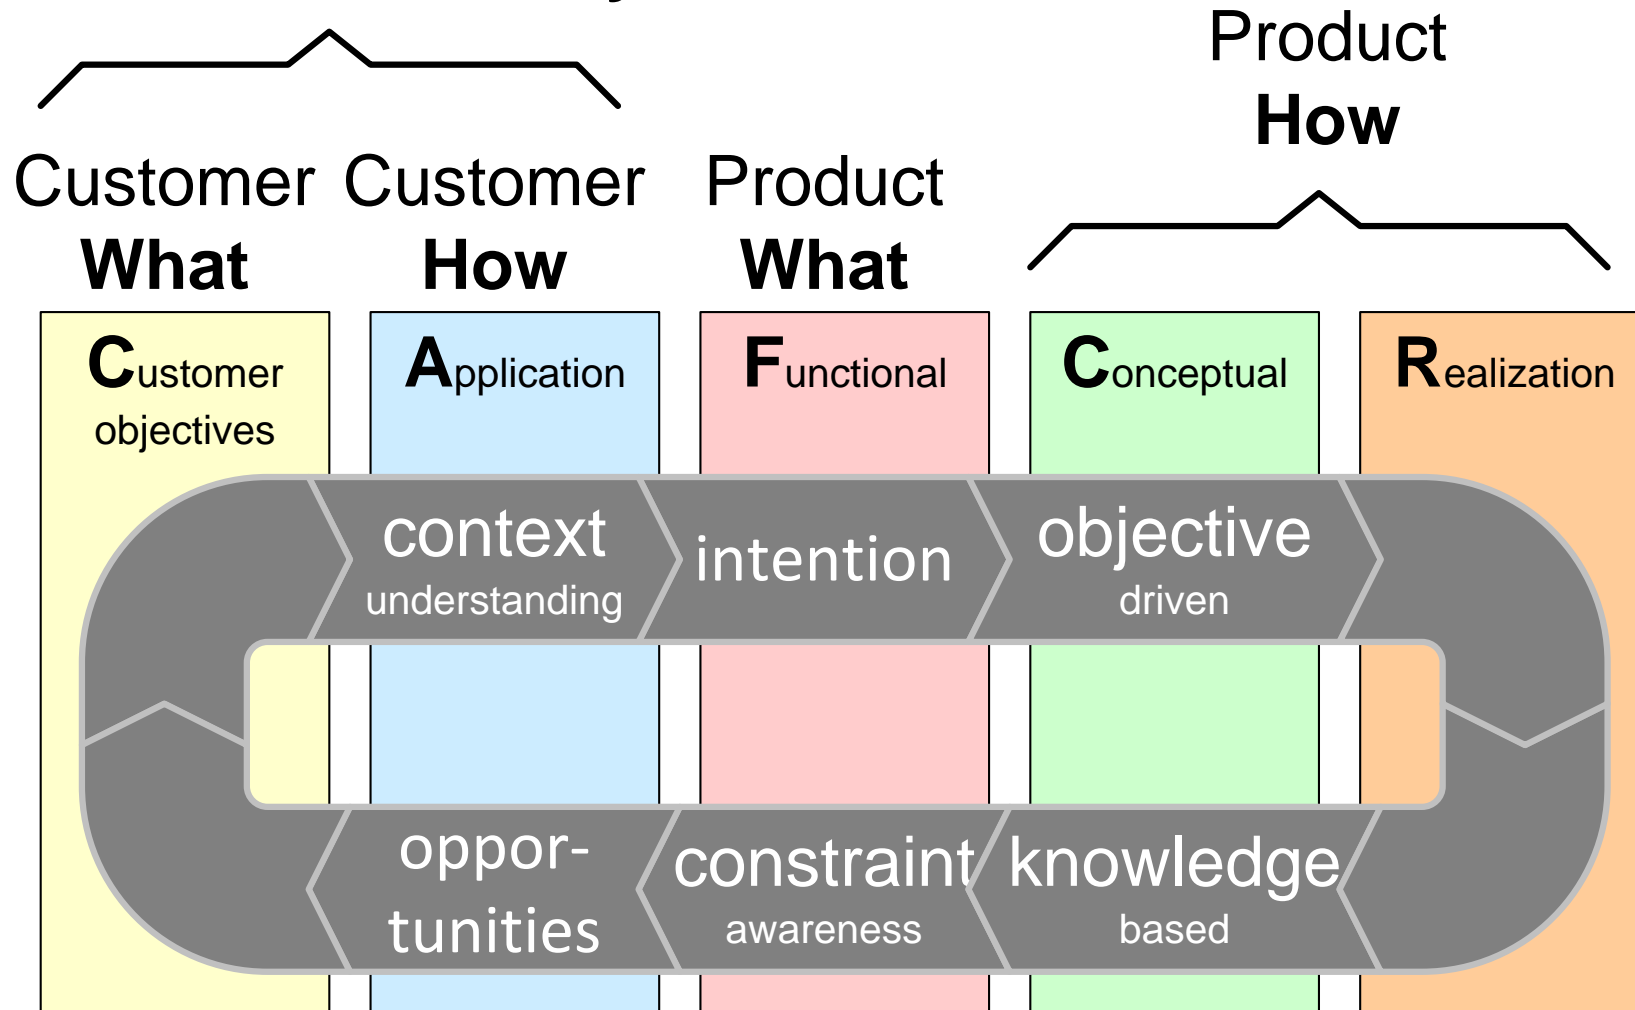 Product
How
Customer Customer Product
What How What
Customer
objectives
Application
Functional
Conceptual
Realization
context
understanding
intention
objective
driven
oppor-
tunities
constraint
awareness
knowledge
based